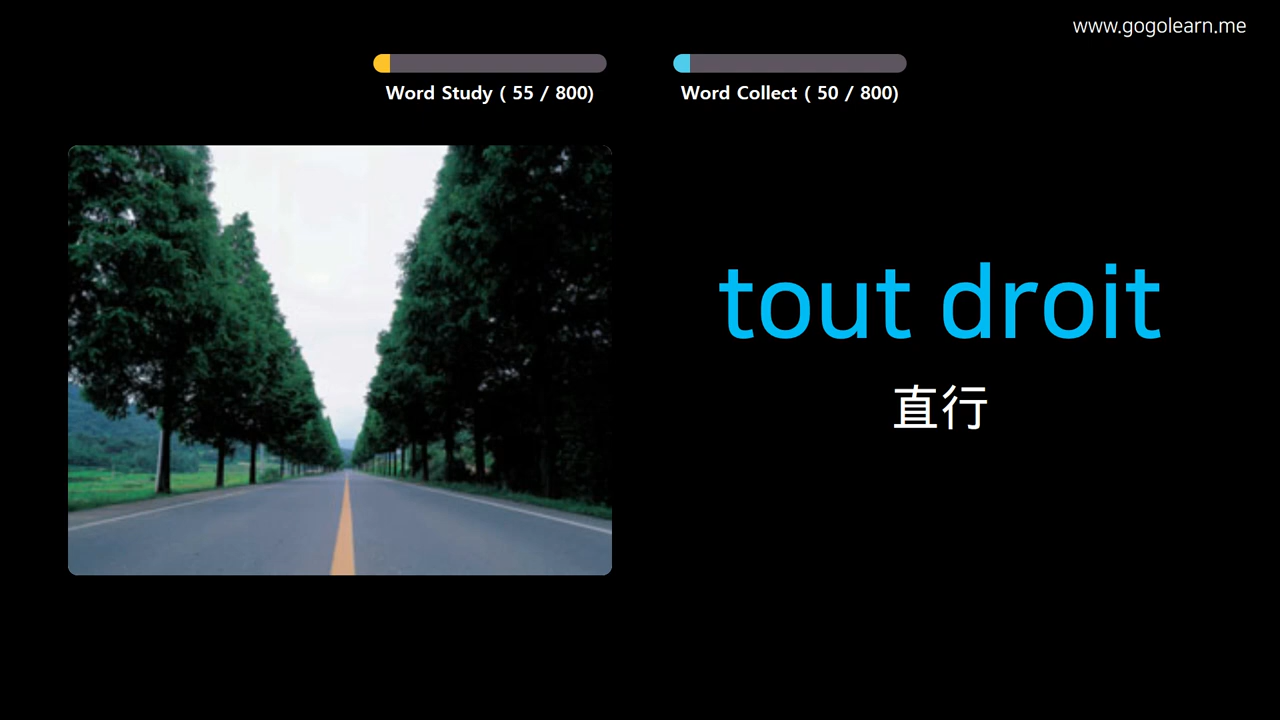 www.gogolearn.me
Word Study ( 55 / 800)
Word Collect ( 50 / 800)
tout droit
直行